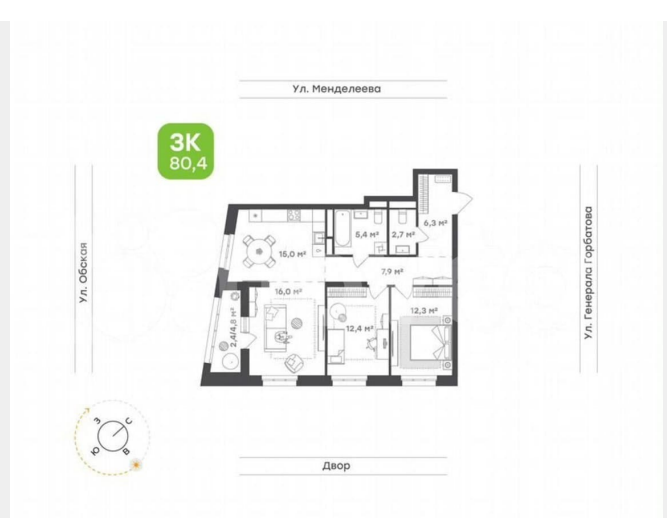 Ул. Менделеева
3К
80,4
6,3 м²
5,4 м²
2,7 м²
15,0 м²
7,9 м²
16,0 м²
12,4 м²
12,3 м²
2,4/4,8 м²
Ул. Обская
Ул. Генерала Горбатова
З
С
Ю
В
Двор